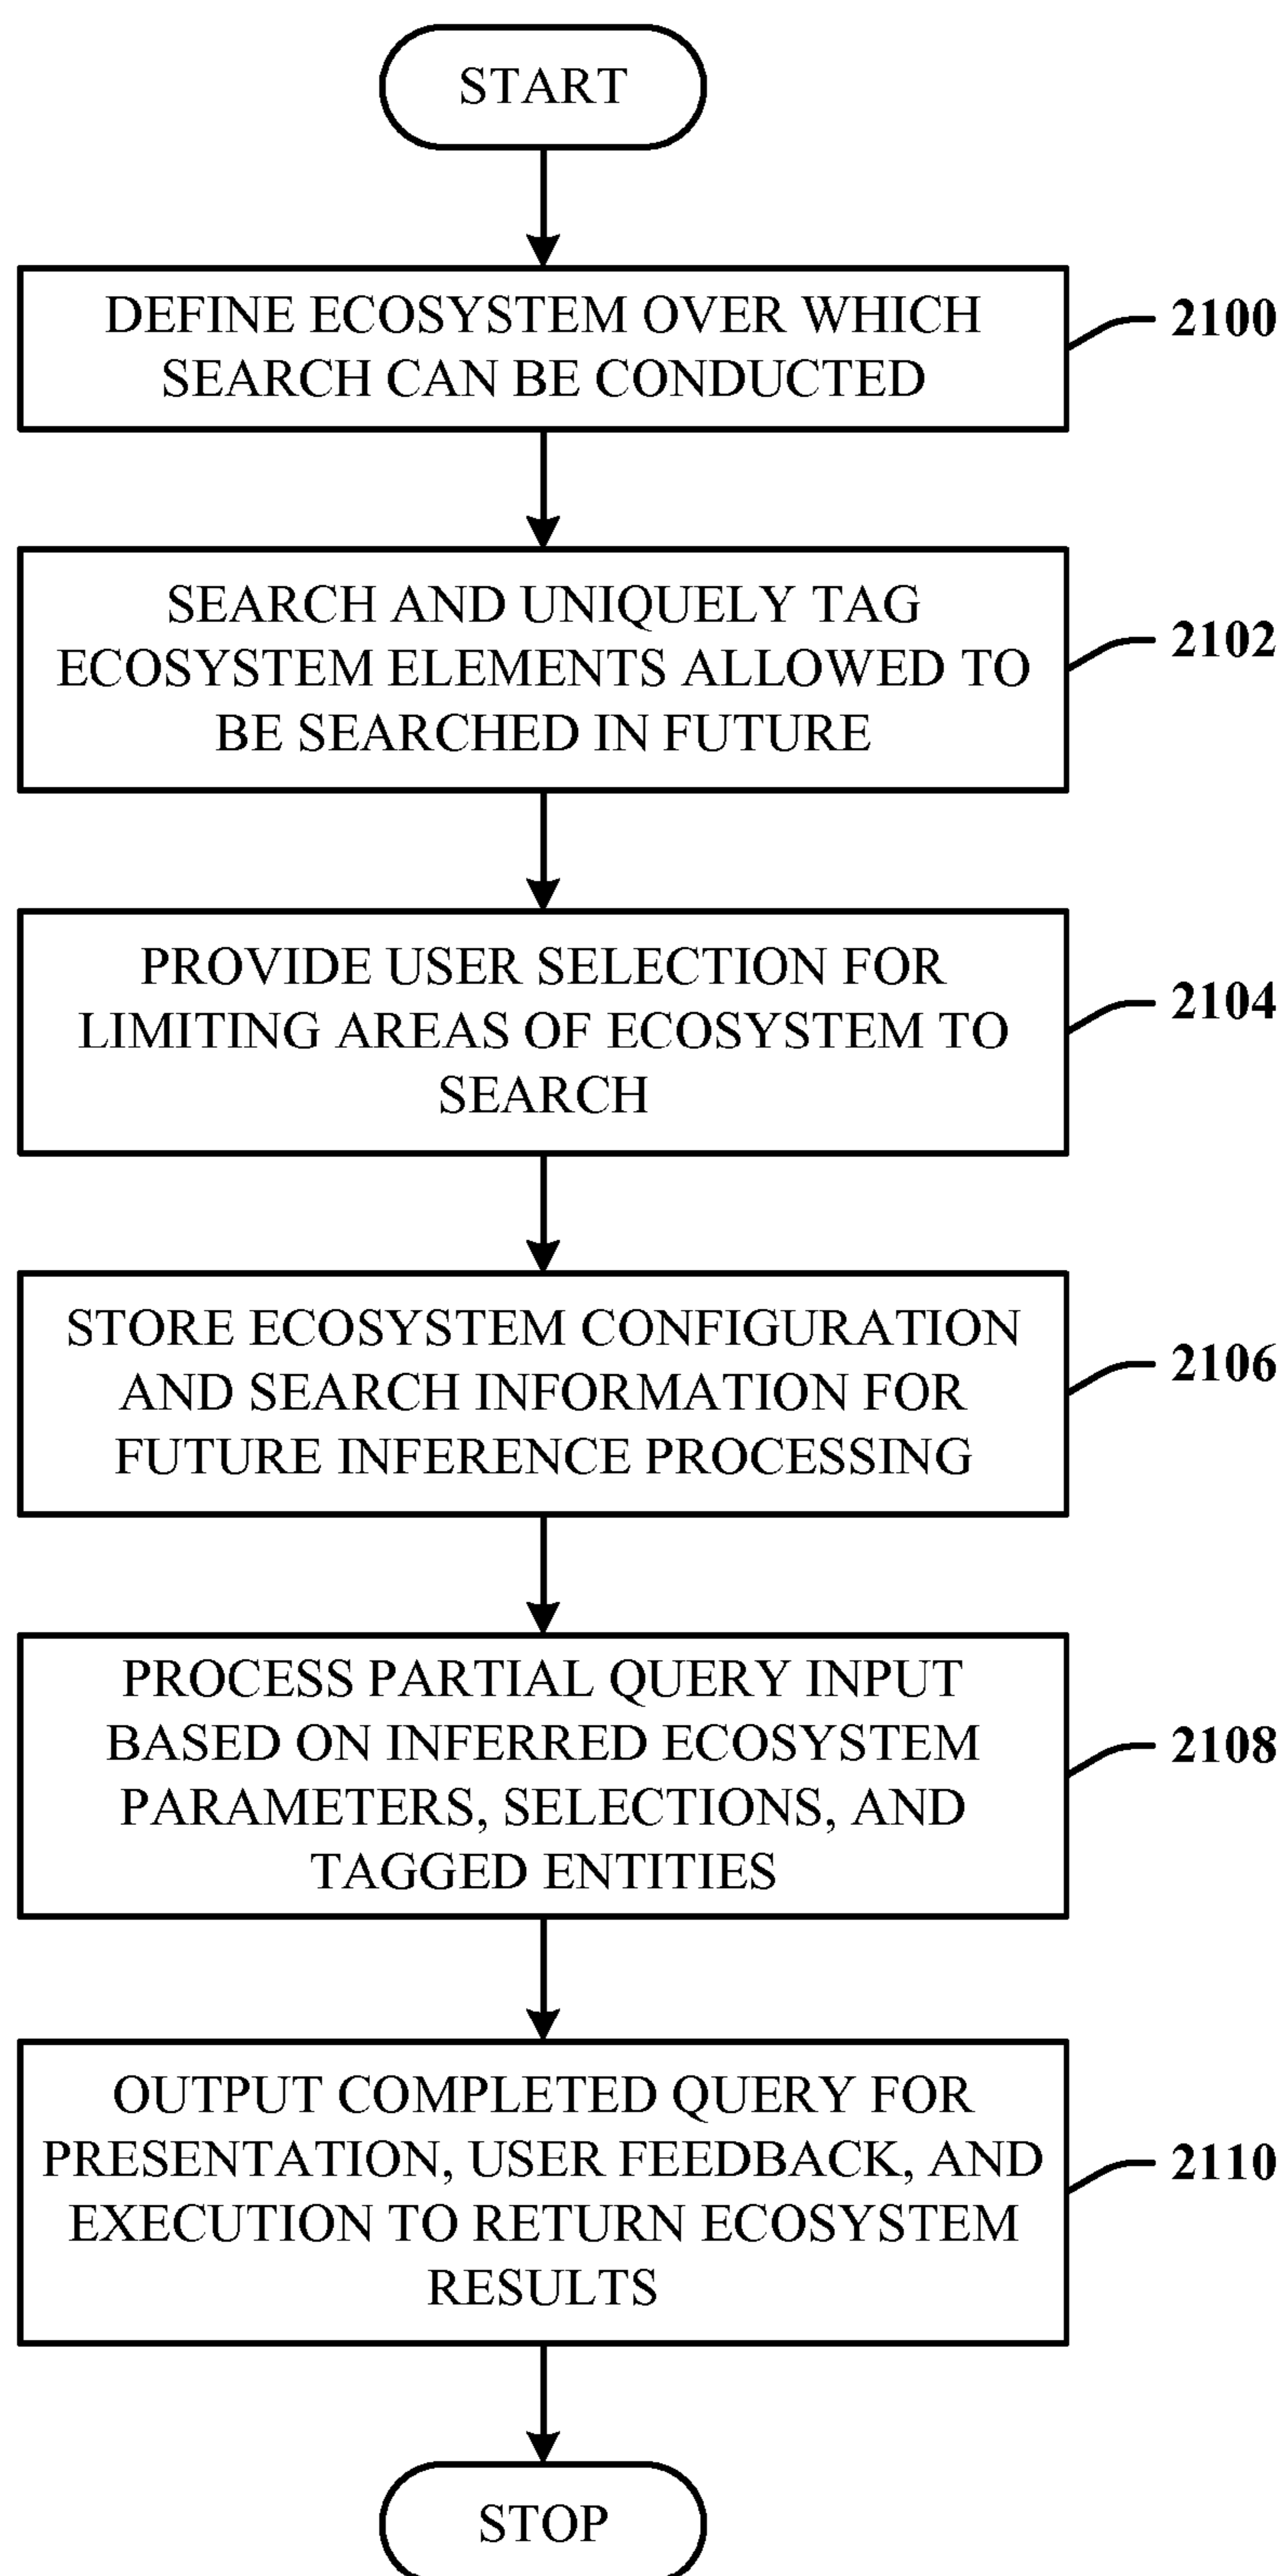 START
DEFINE ECOSYSTEM OVER WHICH
SEARCH CAN BE CONDUCTED
2100
SEARCH AND UNIQUELY TAG
ECOSYSTEM ELEMENTS ALLOWED TO
BE SEARCHED IN FUTURE
2102
PROVIDE USER SELECTION FOR
LIMITING AREAS OF ECOSYSTEM TO
SEARCH
2104
STORE ECOSYSTEM CONFIGURATION
AND SEARCH INFORMATION FOR
FUTURE INFERENCE PROCESSING
2106
PROCESS PARTIAL QUERY INPUT
BASED ON INFERRED ECOSYSTEM
PARAMETERS, SELECTIONS, AND
TAGGED ENTITIES
2108
OUTPUT COMPLETED QUERY FOR
PRESENTATION, USER FEEDBACK, AND
EXECUTION TO RETURN ECOSYSTEM
RESULTS
2110
STOP